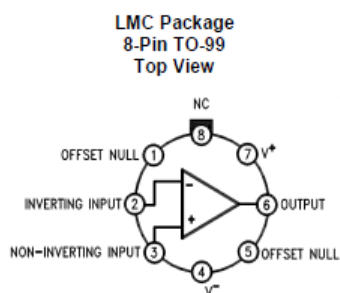 LMC Package
8-Pin TO-99
Top View
NC
8
OFFSET NULL 1
7 V+
INVERTING INPUT 2
-
6 OUTPUT
+
NON-INVERTING INPUT 3
5 OFFSET NULL
4
V-